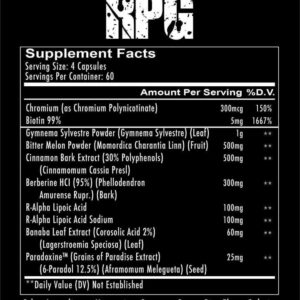 RPG
Supplement Facts
Serving Size: 4 Capsules
Servings Per Container: 60
Amount Per Serving %D.V.
Chromium (as Chromium Polynicotinate) 300mcg 150%
Biotin 99% 5mg 1667%
Gymnema Sylvestre Powder (Gymnema Sylvestre) (Leaf) 1g **
Bitter Melon Powder (Momordica Charantia Linn) (Fruit) 500mg **
Cinnamon Bark Extract (30% Polyphenols) 500mg **
(Cinnamomum Cassia Presl)
Berberine HCI (95%) (Phellodendron 300mg **
Amurense Rupr.) (Bark)
R-Alpha Lipoic Acid 100mg **
R-Alpha Lipoic Acid Sodium 100mg **
Banaba Leaf Extract (Corosolic Acid 2%) 60mg **
(Lagerstroemia Speciosa) (Leaf)
Paradoxine™ (Grains of Paradise Extract) 25mg **
(6-Paradol 12.5%) (Aframomum Melegueta) (Seed)
**Daily Value (DV) Not Established